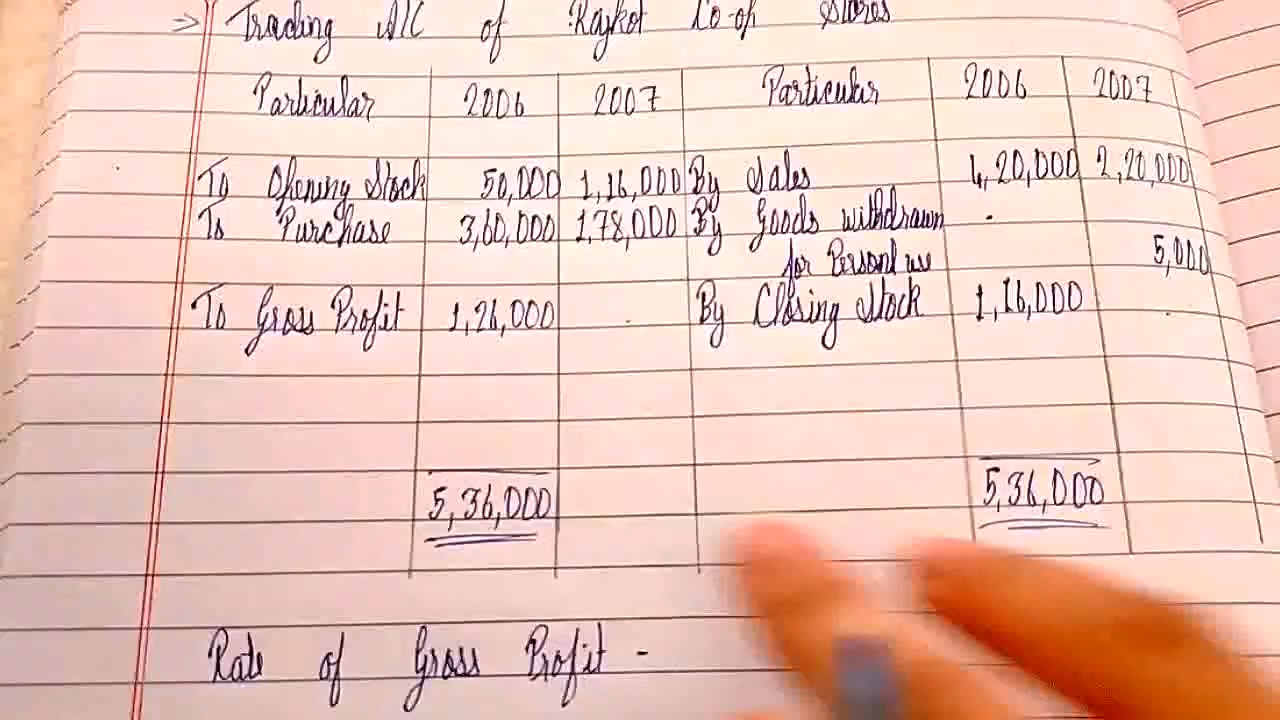 ⇒ Trading A/C of Rajkot Co-op Stores
Particular 2006 2007 Particular 2006 2007
To Opening Stock 50,000 1,16,000 By Sales 4,20,000 2,20,000
To Purchase 3,60,000 1,78,000 By Goods withdrawn -
for Personl use 5,000
To Gross Profit 1,26,000 By Closing Stock 1,16,000
5,36,000 5,36,000
Rate of Gross Profit -